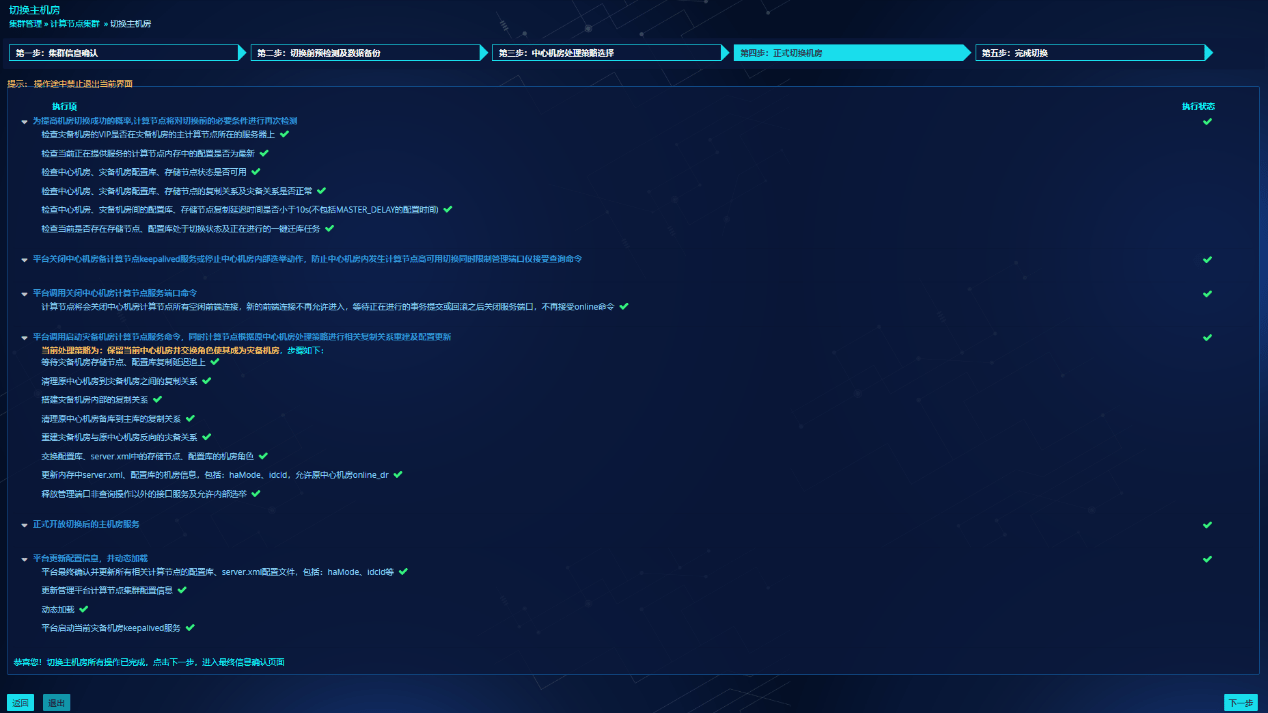 切换主机房
集群管理 » 计算节点集群 » 切换主机房
第一步：集群信息确认
第二步：切换前预检测及数据备份
第三步：中心机房处理策略选择
第四步：正式切换机房
第五步：完成切换
提示： 操作途中禁止退出当前界面
执行项
执行状态
为提高机房切换成功的概率,计算节点将对切换前的必要条件进行再次检测
检查灾备机房的VIP是否在灾备机房的主计算节点所在的服务器上
检查当前正在提供服务的计算节点内存中的配置是否为最新
检查中心机房、灾备机房配置库、存储节点状态是否可用
检查中心机房、灾备机房配置库、存储节点的复制关系及灾备关系是否正常
检查中心机房、灾备机房间的配置库、存储节点复制延迟时间是否小于10s(不包括MASTER_DELAY的配置时间)
检查当前是否存在存储节点、配置库处于切换状态及正在进行的一键迁库任务
平台关闭中心机房备计算节点keepalived服务或停止中心机房内部选举动作，防止中心机房内发生计算节点高可用切换同时限制管理端口仅接受查询命令
平台调用关闭中心机房计算节点服务端口命令
计算节点将会关闭中心机房计算节点所有空闲前端连接，新的前端连接不再允许进入，等待正在进行的事务提交或回滚之后关闭服务端口，不再接受online命令
平台调用启动灾备机房计算节点服务命令，同时计算节点根据原中心机房处理策略进行相关复制关系重建及配置更新
当前处理策略为：保留当前中心机房并交换角色使其成为灾备机房，步骤如下：
等待灾备机房存储节点、配置库复制延迟追上
清理原中心机房到灾备机房之间的复制关系
搭建灾备机房内部的复制关系
清理原中心机房备库到主库的复制关系
重建灾备机房与原中心机房反向的灾备关系
交换配置库、server.xml中的存储节点、配置库的机房角色
更新内存中server.xml、配置库的机房信息，包括：haMode、idcId，允许原中心机房online_dr
释放管理端口非查询操作以外的接口服务及允许内部选举
正式开放切换后的主机房服务
平台更新配置信息，并动态加载
平台最终确认并更新所有相关计算节点的配置库、server.xml配置文件，包括：haMode、idcId等
更新管理平台计算节点集群配置信息
动态加载
平台启动当前灾备机房keepalived服务
恭喜您！切换主机房所有操作已完成，点击下一步，进入最终信息确认页面
返回
退出
下一步